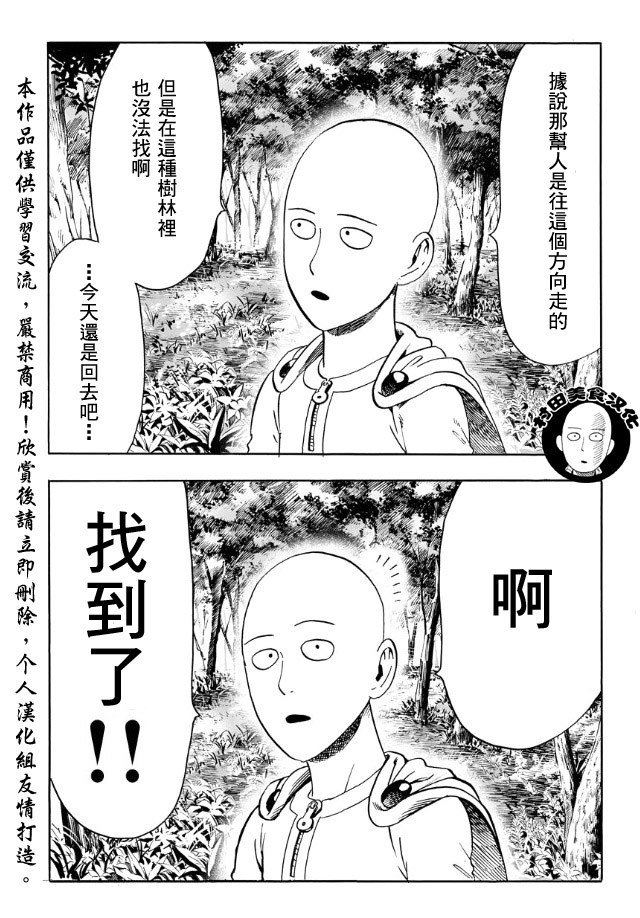 據說那幫人是往這個方向走的
但是在這種樹林裡
也沒法找啊
…今天還是回去吧…
啊
找到了!!
村田美食汉化
本作品僅供學習交流，嚴禁商用！欣賞後請立即刪除，个人漢化組友情打造。